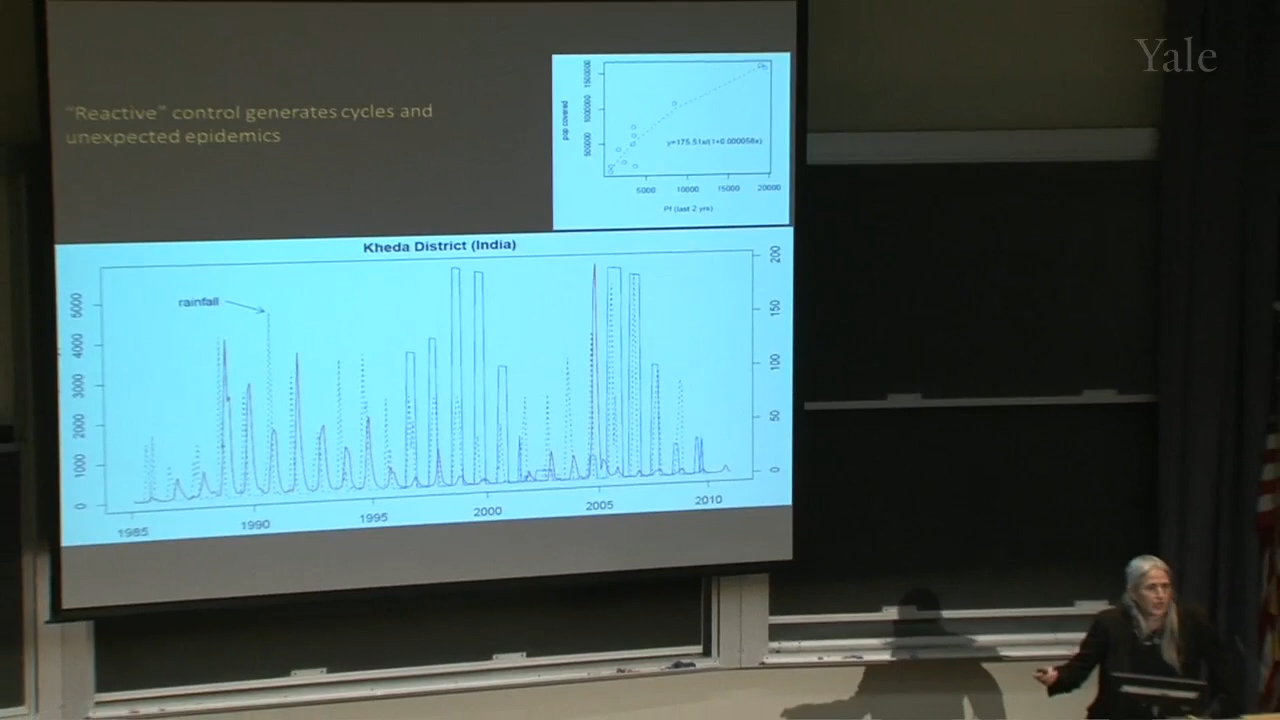 Yale
“Reactive” control generates cycles and
unexpected epidemics
pop covered
500000
1000000
1500000
y=175.51x/(1+0.000058x)
5000 10000 15000 20000
Pf (last 2 yrs)
Kheda District (India)
rainfall
0 1000 2000 3000 4000 5000
0 50 100 150 200
1985 1990 1995 2000 2005 2010